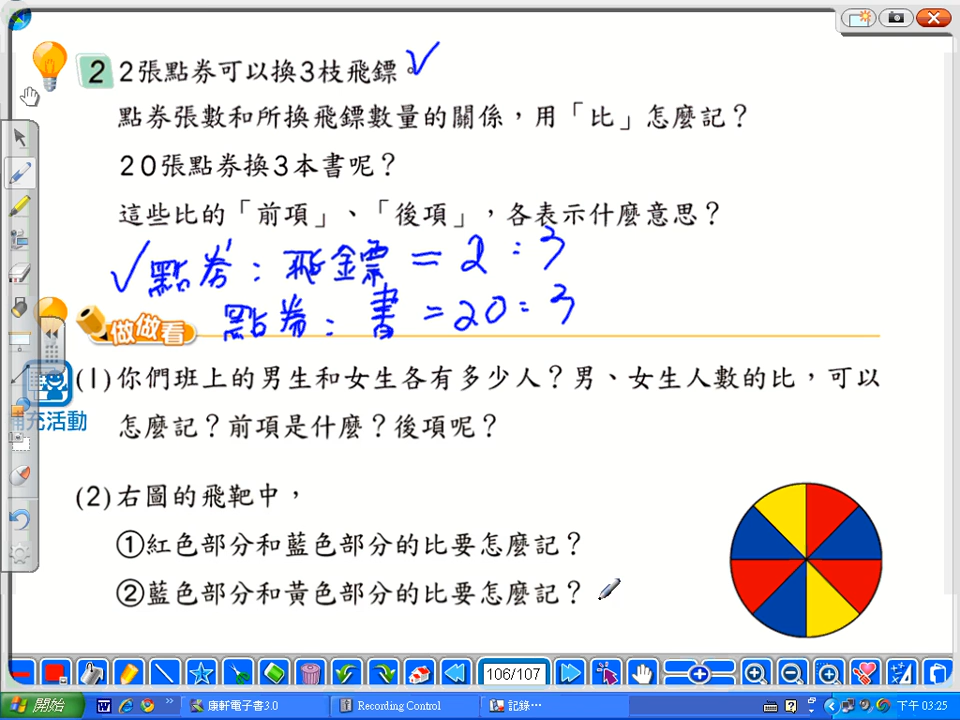 2 2張點券可以換3枝飛鏢。
點券張數和所換飛鏢數量的關係,用「比」怎麼記?
20張點券換3本書呢?
這些比的「前項」、「後項」,各表示什麼意思?
✓點券:飛鏢=2:3
點券:書=20:3
做做看
(1)你們班上的男生和女生各有多少人?男、女生人數的比,可以
怎麼記?前項是什麼?後項呢?
補充活動
(2)右圖的飛靶中,
①紅色部分和藍色部分的比要怎麼記?
②藍色部分和黃色部分的比要怎麼記?
106/107
開始
康軒電子書3.0
Recording Control
記錄…
下午 03:25